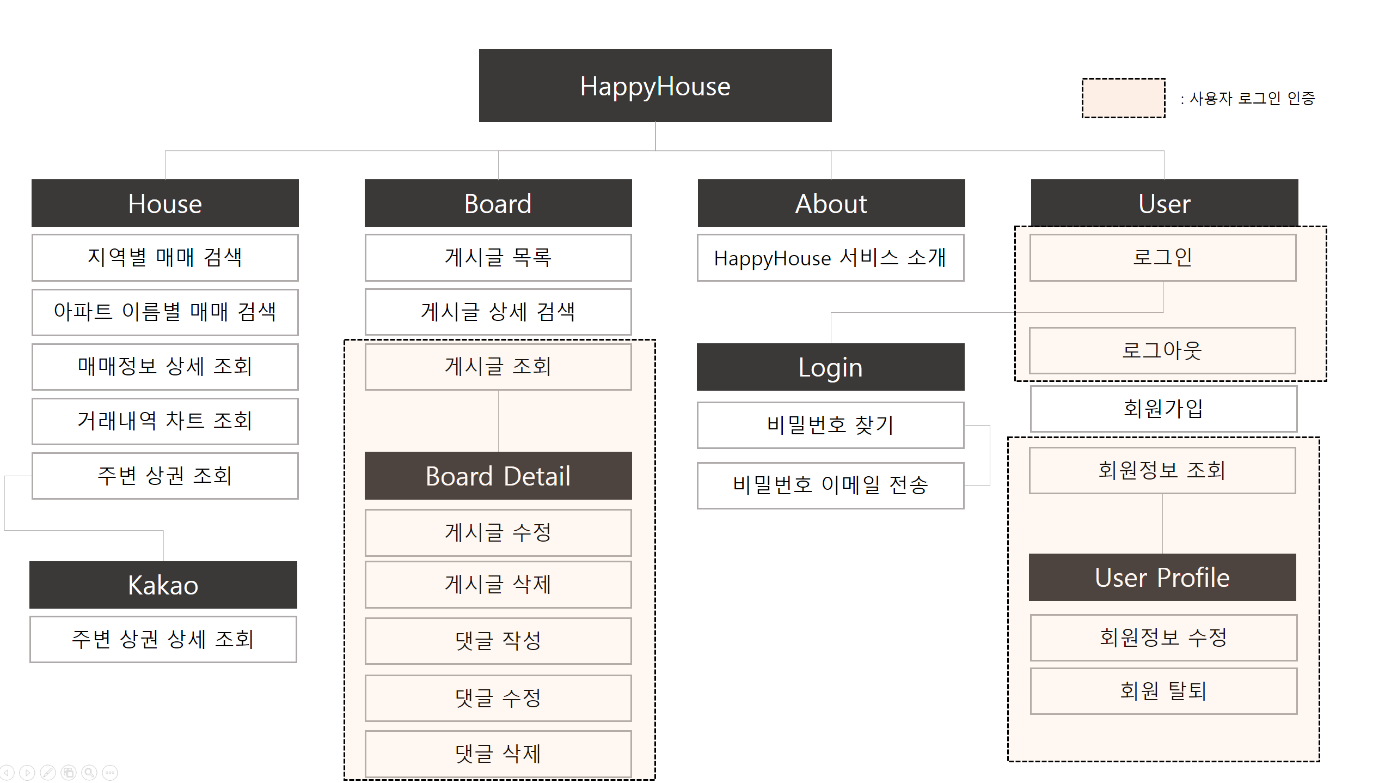 HappyHouse
: 사용자 로그인 인증
House
지역별 매매 검색
아파트 이름별 매매 검색
매매정보 상세 조회
거래내역 차트 조회
주변 상권 조회
Kakao
주변 상권 상세 조회
Board
게시글 목록
게시글 상세 검색
게시글 조회
Board Detail
게시글 수정
게시글 삭제
댓글 작성
댓글 수정
댓글 삭제
About
HappyHouse 서비스 소개
Login
비밀번호 찾기
비밀번호 이메일 전송
User
로그인
로그아웃
회원가입
회원정보 조회
User Profile
회원정보 수정
회원 탈퇴